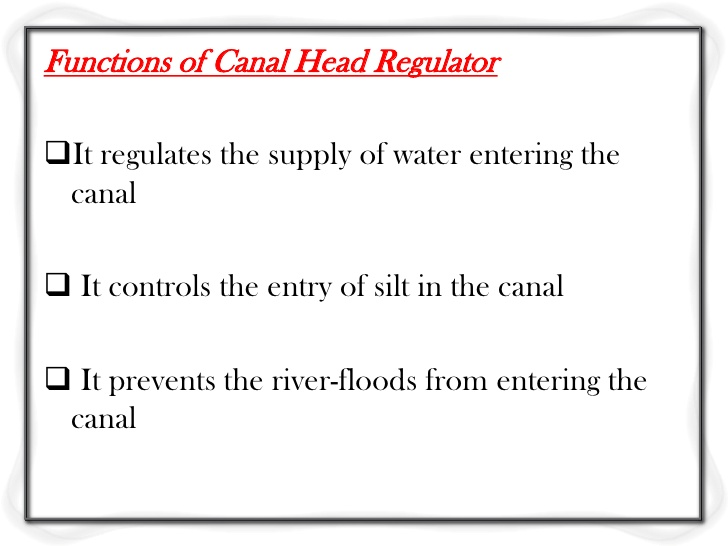 Functions of Canal Head Regulator
It regulates the supply of water entering the
canal
It controls the entry of silt in the canal
It prevents the river-floods from entering the
canal